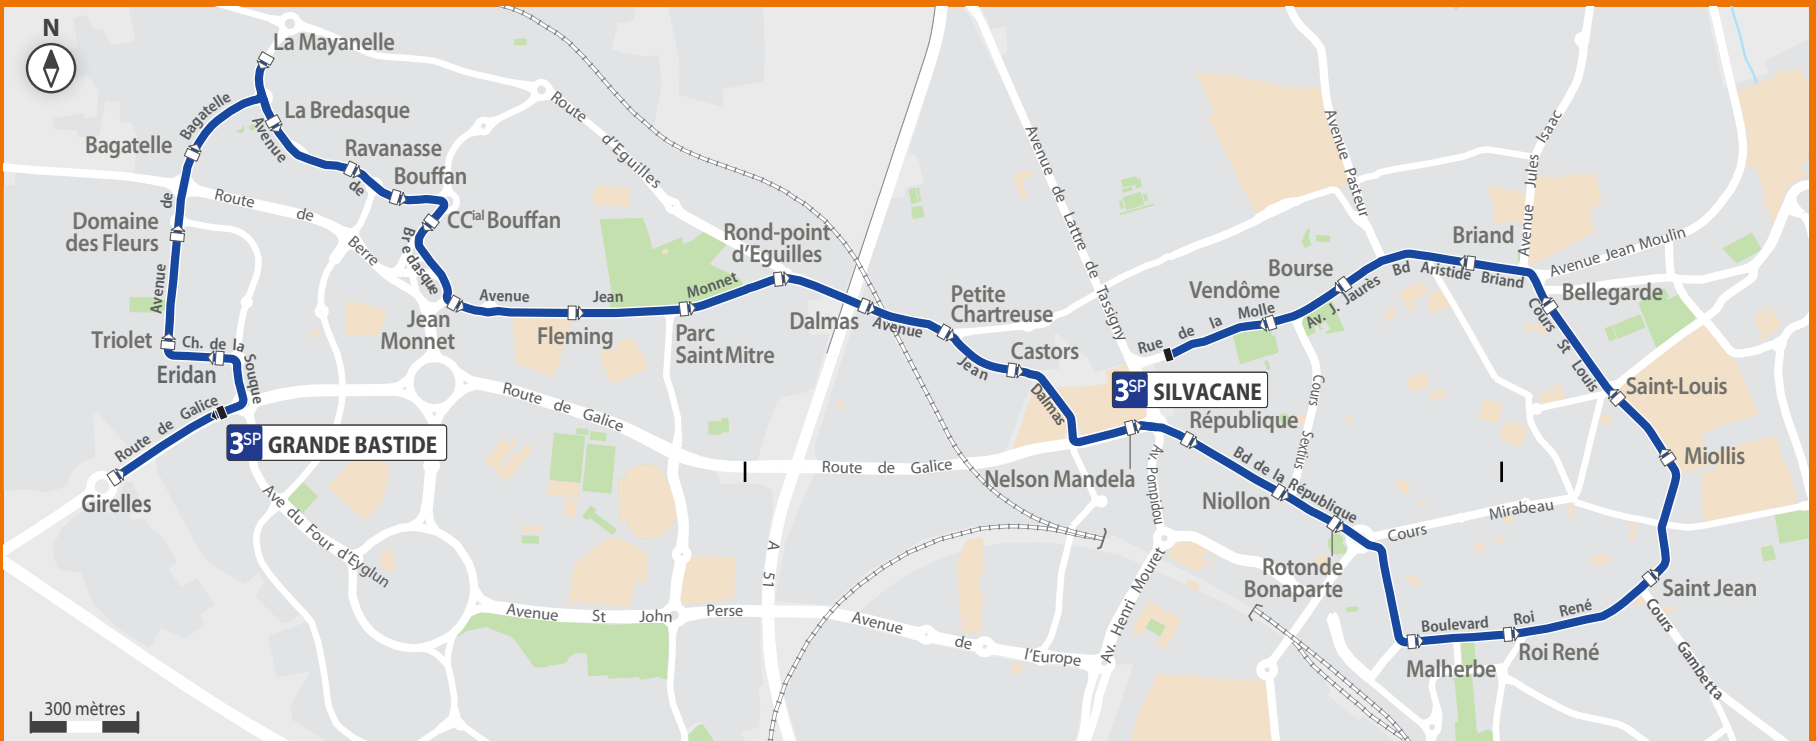 N
La Mayanelle
La Bredasque
Bagatelle
Avenue de Bagatelle
Avenue de Bredasque
Ravanasse
Bouffan
CCial Bouffan
Route d'Eguilles
Route de Berre
Domaine
des Fleurs
Triolet
Ch. de la Souque
Eridan
Route de Galice
3SP GRANDE BASTIDE
Girelles
Jean
Monnet
Avenue Jean Monnet
Fleming
Parc
Saint Mitre
Rond-point
d'Eguilles
Dalmas
Avenue Jean Dalmas
Petite
Chartreuse
Castors
Avenue de Lattre de Tassigny
Rue de la Molle
3SP SILVACANE
Vendôme
Bourse
Av. J. Jaurès
Bd Aristide Briand
Briand
Avenue Pasteur
Avenue Jules Isaac
Avenue Jean Moulin
Bellegarde
Cours St Louis
Saint-Louis
Miollis
Cours Sextius
République
Bd de la République
Nelson Mandela
Av. Pompidou
Niollon
Rotonde
Bonaparte
Cours Mirabeau
Route de Galice
Route de Galice
Ave du Four d'Eyglun
Avenue St John Perse
A 51
Avenue de l'Europe
Av. Henri Mouret
Boulevard Roi René
Malherbe
Roi René
Saint Jean
Cours Gambetta
300 mètres